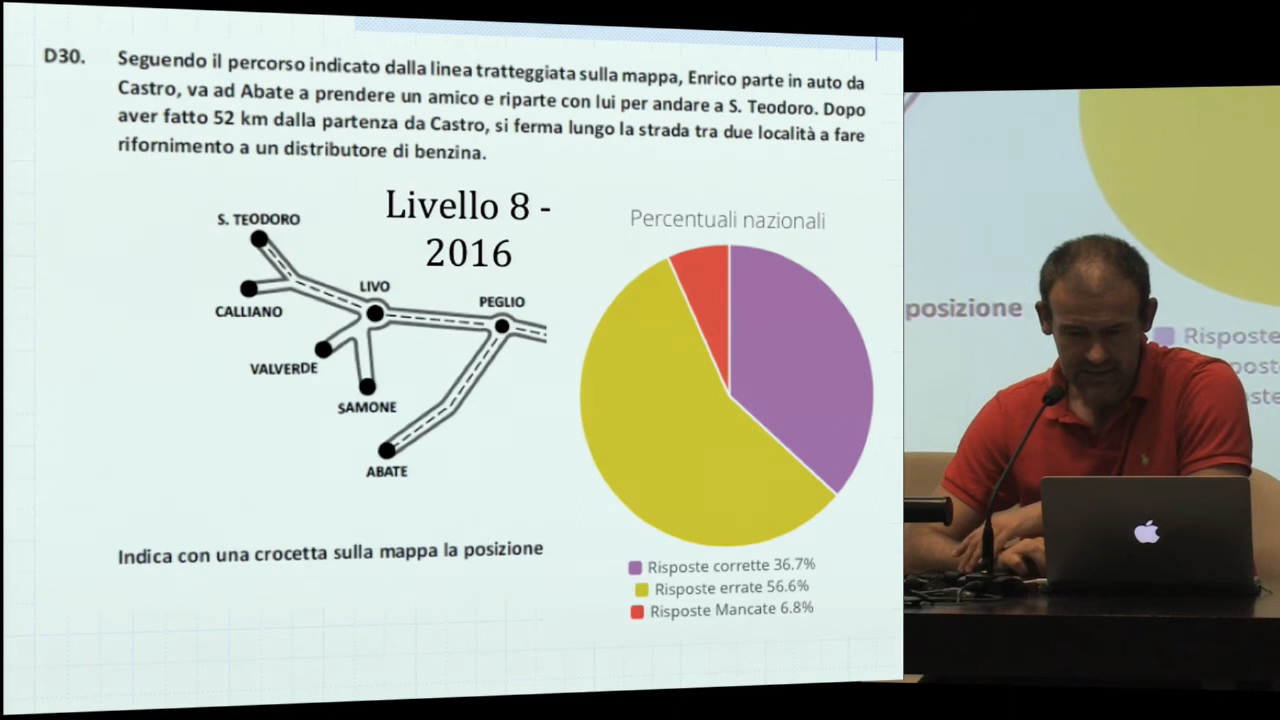 D30. Seguendo il percorso indicato dalla linea tratteggiata sulla mappa, Enrico parte in auto da
Castro, va ad Abate a prendere un amico e riparte con lui per andare a S. Teodoro. Dopo
aver fatto 52 km dalla partenza da Castro, si ferma lungo la strada tra due località a fare
rifornimento a un distributore di benzina.
Livello 8 -
2016
S. TEODORO
LIVO
PEGLIO
CALLIANO
VALVERDE
SAMONE
ABATE
Indica con una crocetta sulla mappa la posizione
Percentuali nazionali
Risposte corrette 36.7%
Risposte errate 56.6%
Risposte Mancate 6.8%
posizione
Risposte